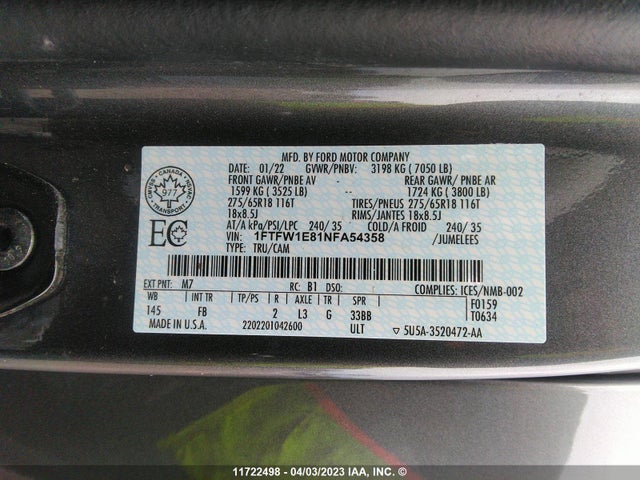 MFD. BY FORD MOTOR COMPANY
DATE: 01/22 GVWR/PNBV: 3198 KG ( 7050 LB)
FRONT GAWR/ PNBE AV REAR GAWR/ PNBE AR
1599 KG ( 3525 LB) -- 1724 KG ( 3800 LB)
275/65R18 116T TIRES/PNEUS 275/65R18 116T
18x8.5J RIMS/JANTES 18x8.5J
AT/A kPa/PSI/LPC 240/ 35 COLD/A FROID 240/ 35
VIN: 1FTFW1E81NFA54358 /JUMELEES
TYPE: TRU/CAM
CANADA
977
TRANSPORT
EC
EXT PNT: M7 RC: B1 DSO: COMPLIES: ICES/NMB-002
WB INT TR TP/PS R AXLE TR SPR F0159
145 FB 2 L3 G 33BB T0634
MADE IN U.S.A. 2202201042600 ULT 5U5A-3520472-AA
11722498 - 04/03/2023 IAA, INC. ©